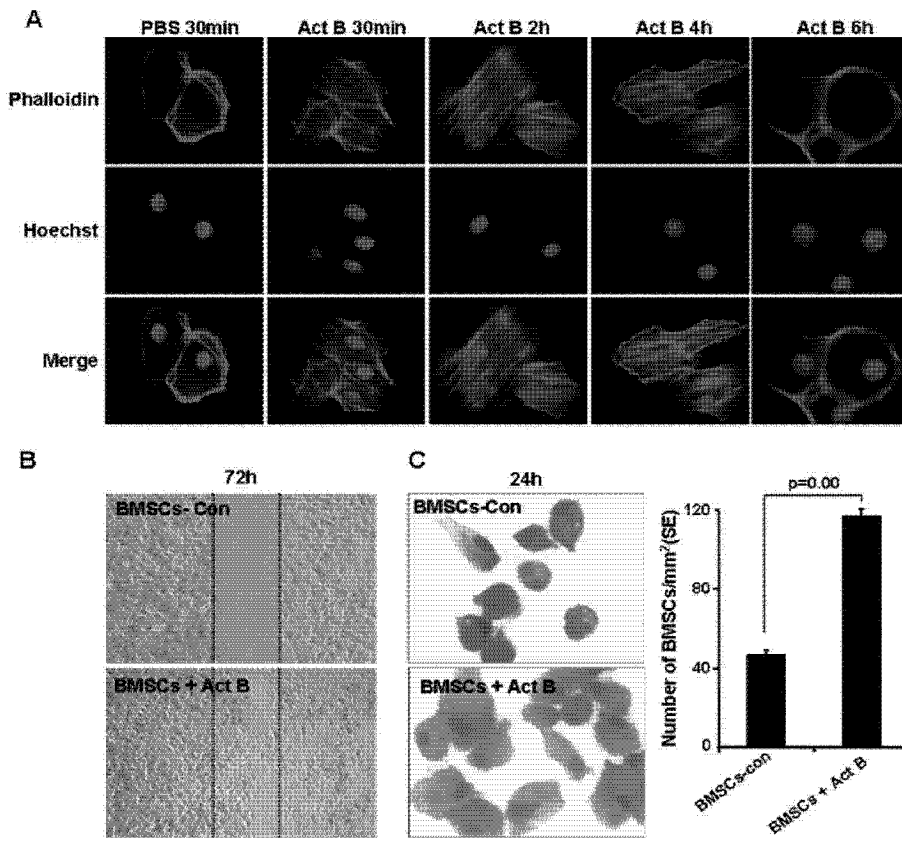 A
PBS 30min Act B 30min Act B 2h Act B 4h Act B 6h
Phalloidin
Hoechst
Merge
B
72h
BMSCs- Con
BMSCs + Act B
C
24h
BMSCs-Con
BMSCs + Act B
p=0.00
Number of BMSCs/mm²(SE)
120
80
40
0
BMSCs-con
BMSCs + Act B